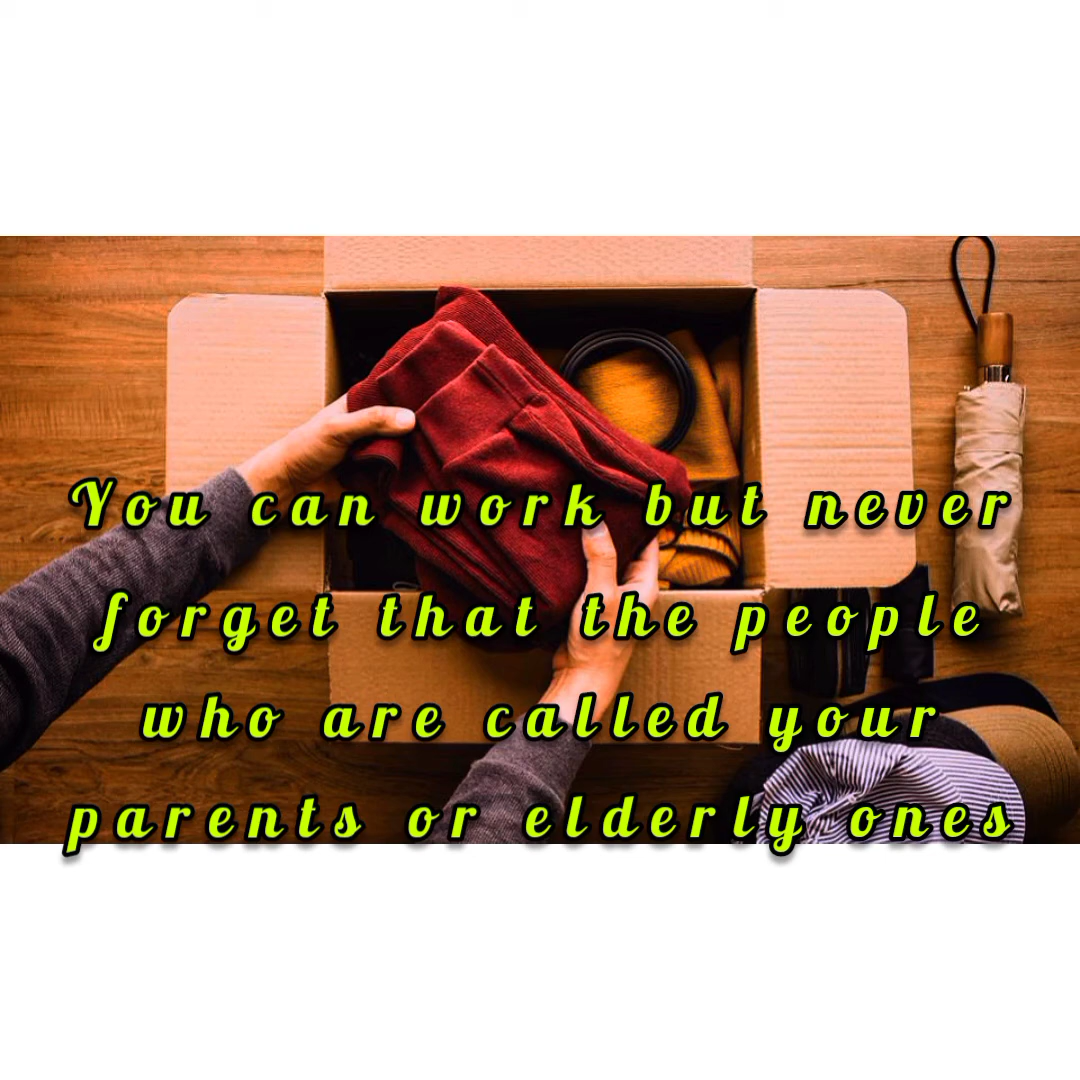 You can work but never
forget that the people
who are called your
parents or elderly ones